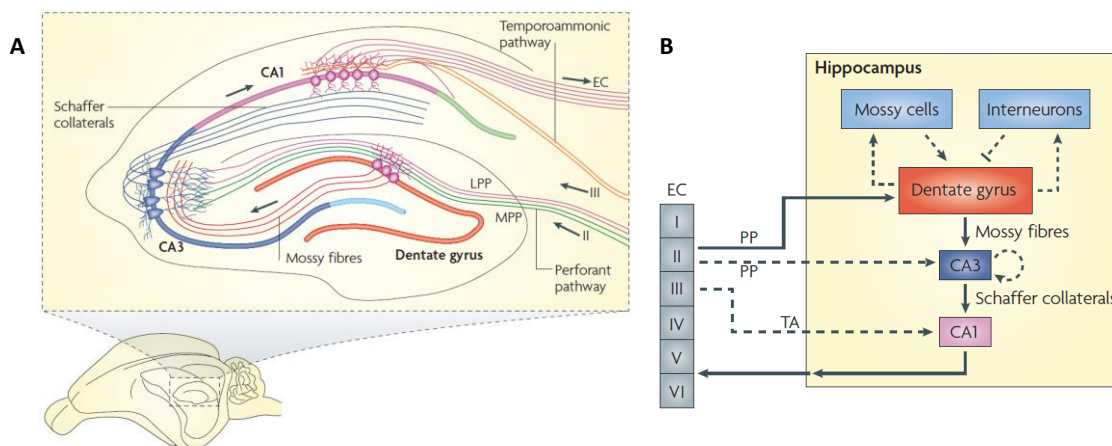 A
Temporoammonic
pathway
CA1
EC
Schaffer
collaterals
III
LPP
MPP
II
CA3
Mossy fibres
Dentate gyrus
Perforant
pathway
B
Hippocampus
Mossy cells
Interneurons
EC
Dentate gyrus
I
PP
Mossy fibres
II
CA3
PP
III
Schaffer collaterals
IV
TA
CA1
V
VI